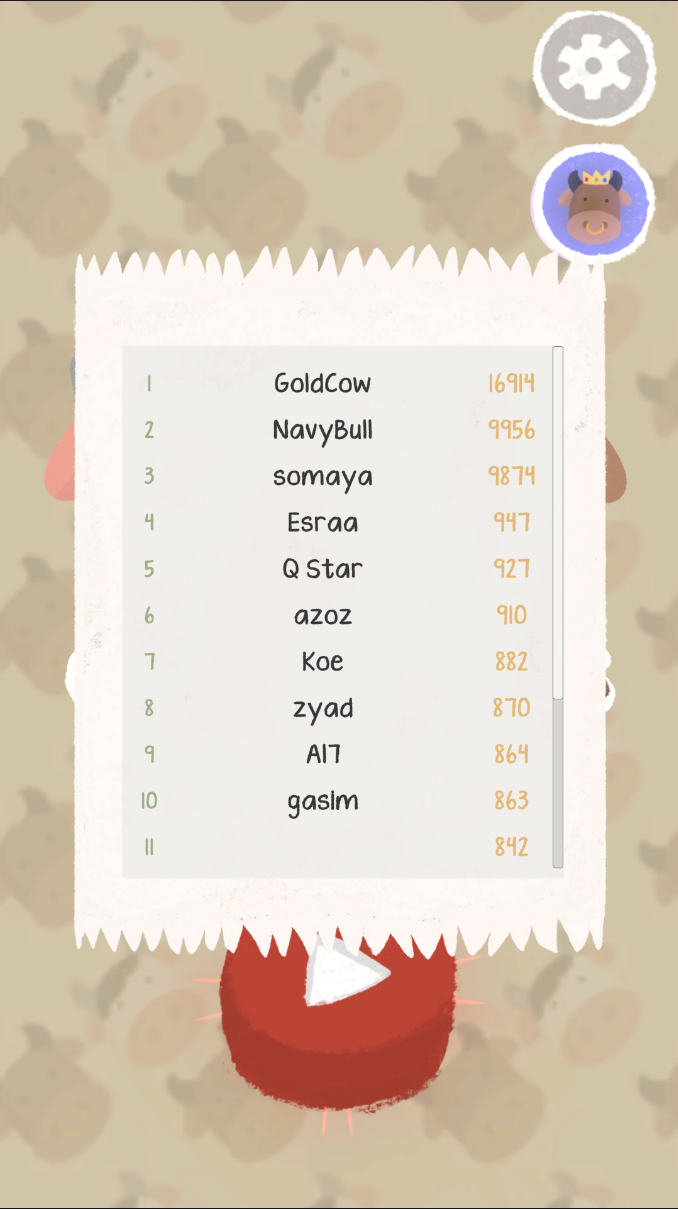 1 GoldCow 16914
2 NavyBull 9956
3 somaya 9874
4 Esraa 947
5 Q Star 927
6 azoz 910
7 Koe 882
8 zyad 870
9 A17 864
10 gasim 863
11 842